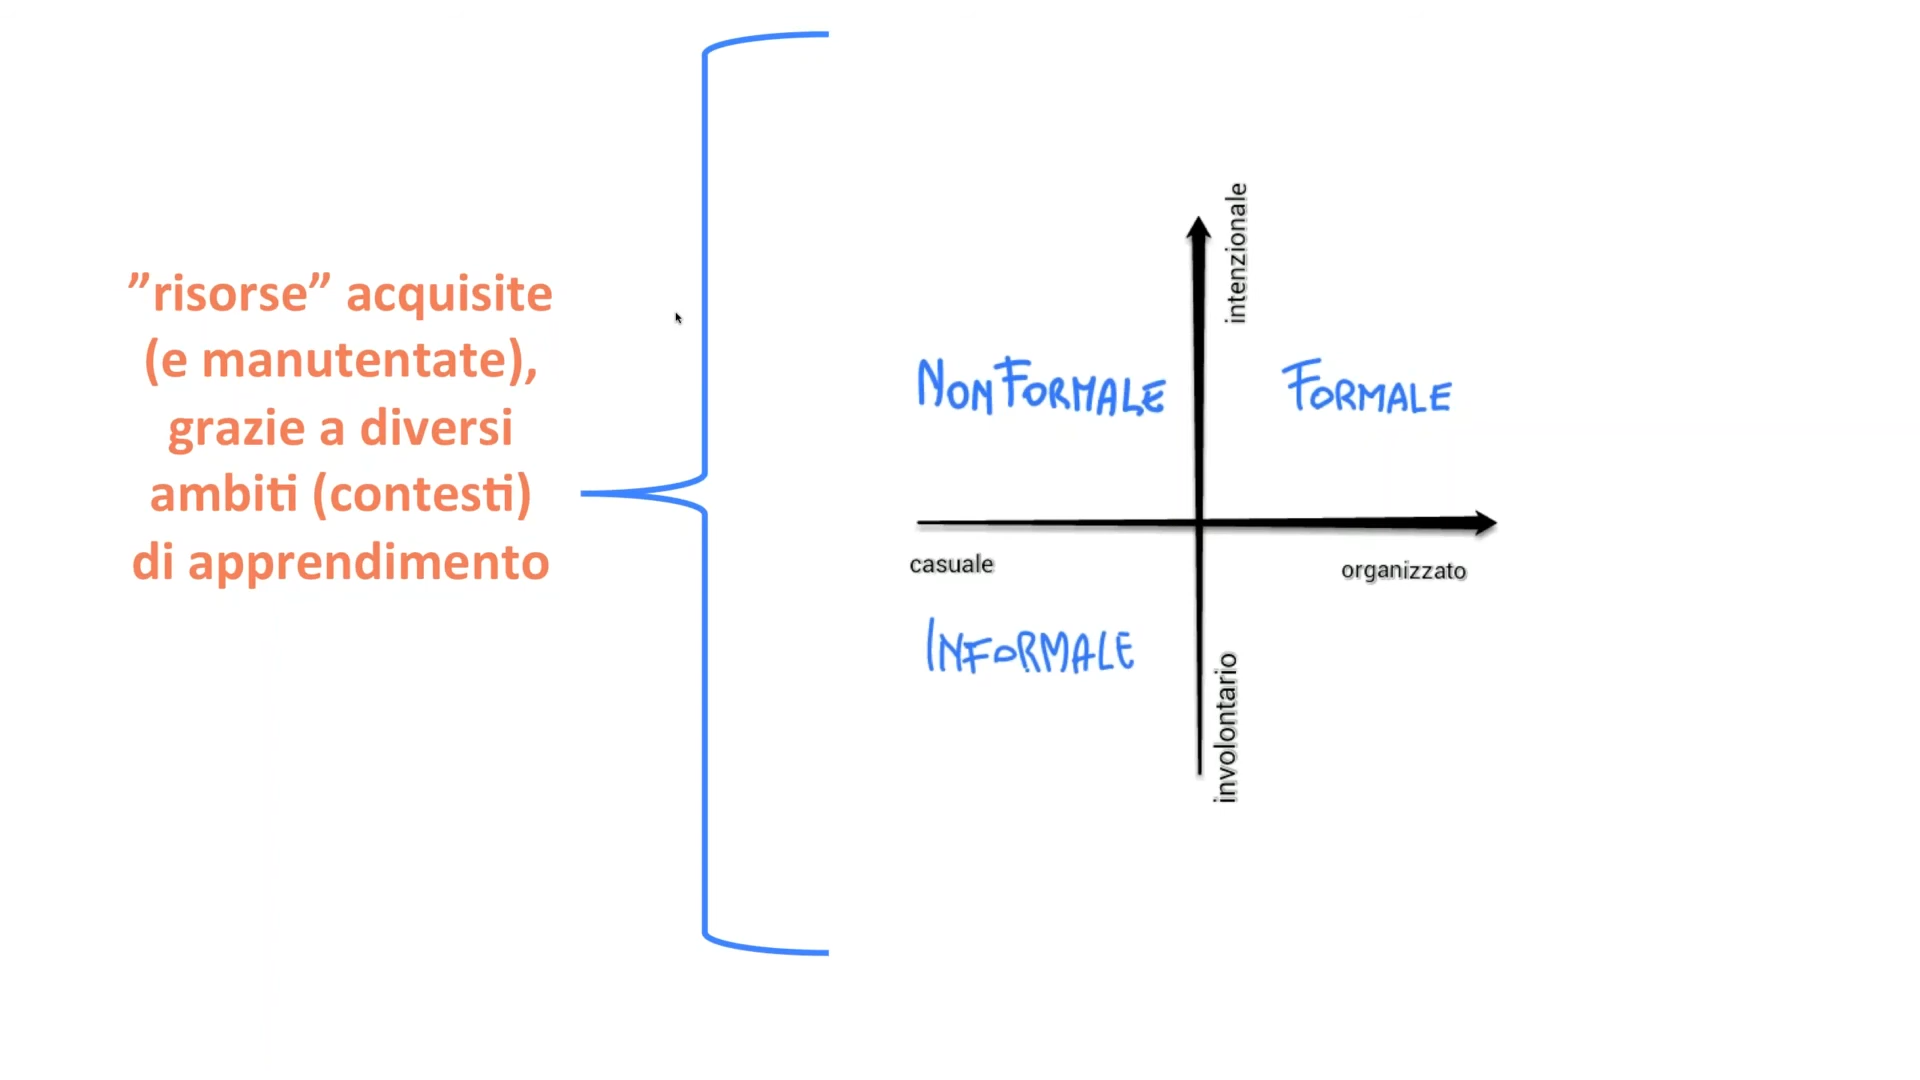 ”risorse” acquisite
(e manutentate),
grazie a diversi
ambiti (contesti)
di apprendimento
intenzionale
NON FORMALE
FORMALE
casuale
organizzato
INFORMALE
involontario